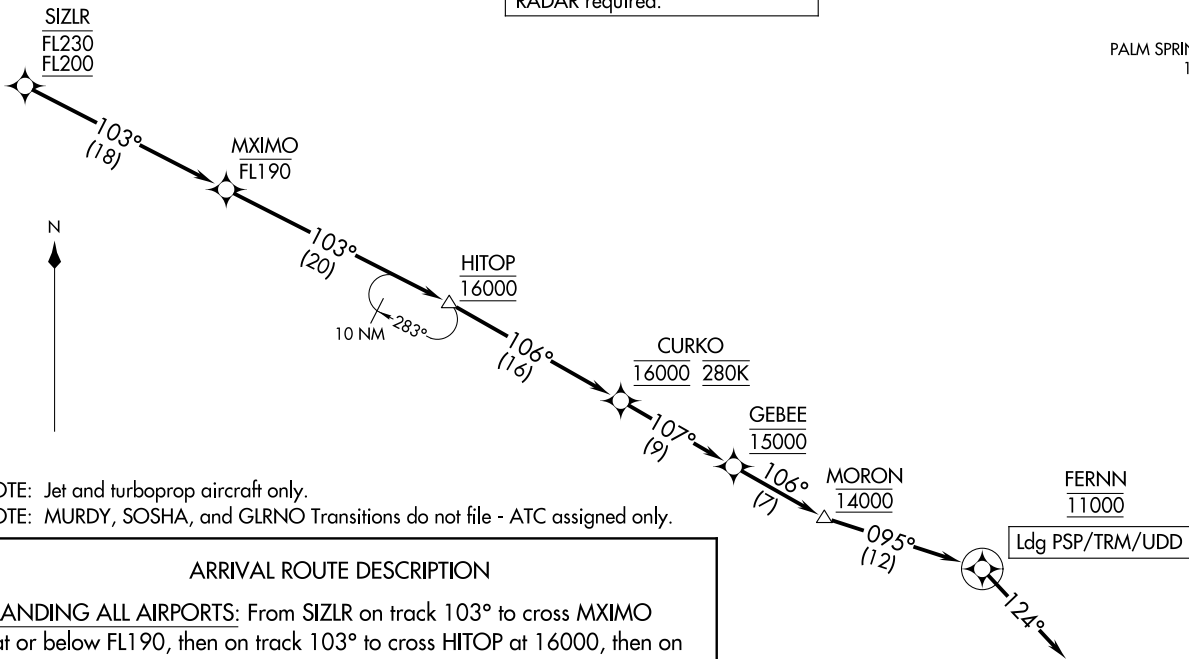 RADAR required.
SIZLR
FL230
FL200
PALM SPRIN
1
103°
(18)
MXIMO
FL190
N
103°
(20)
HITOP
16000
10 NM
283°
106°
(16)
CURKO
16000 280K
107°
(9)
GEBEE
15000
106°
(7)
MORON
14000
FERNN
11000
Ldg PSP/TRM/UDD
095°
(12)
124°
OTE: Jet and turboprop aircraft only.
OTE: MURDY, SOSHA, and GLRNO Transitions do not file - ATC assigned only.
ARRIVAL ROUTE DESCRIPTION
ANDING ALL AIRPORTS: From SIZLR on track 103° to cross MXIMO
at or below FL190, then on track 103° to cross HITOP at 16000, then on